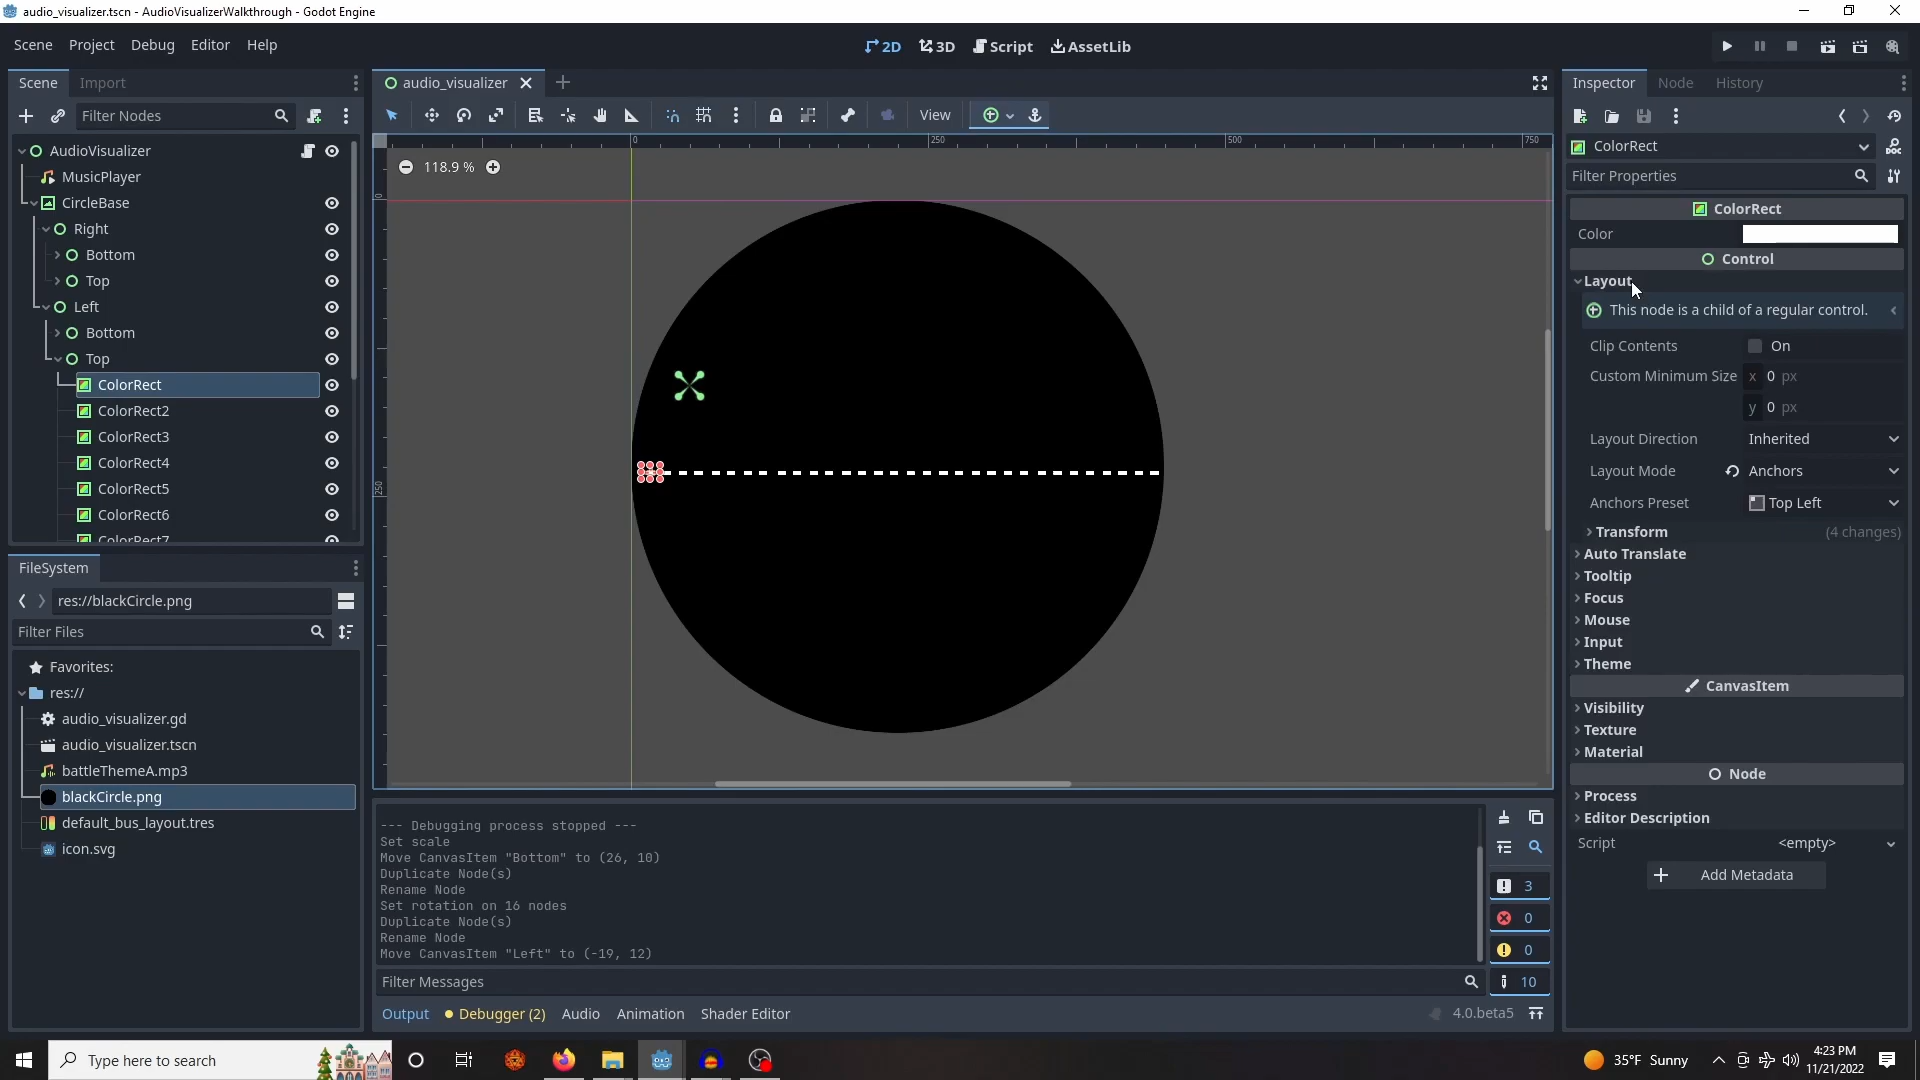 audio_visualizer.tscn - AudioVisualizerWalkthrough - Godot Engine
Scene Project Debug Editor Help
2D 3D Script AssetLib
Scene Import
Filter Nodes
AudioVisualizer
MusicPlayer
CircleBase
Right
Bottom
Top
Left
Bottom
Top
ColorRect
ColorRect2
ColorRect3
ColorRect4
ColorRect5
ColorRect6
ColorRect7
FileSystem
res://blackCircle.png
Filter Files
Favorites:
res://
audio_visualizer.gd
audio_visualizer.tscn
battleThemeA.mp3
blackCircle.png
default_bus_layout.tres
icon.svg
audio_visualizer
View
0 250 500 750
118.9 %
0
250
--- Debugging process stopped ---
Set scale
Move CanvasItem "Bottom" to (26, 10)
Duplicate Node(s)
Rename Node
Set rotation on 16 nodes
Duplicate Node(s)
Rename Node
Move CanvasItem "Left" to (-19, 12)
3
0
0
10
Filter Messages
Output Debugger (2) Audio Animation Shader Editor
4.0.beta5
Inspector Node History
ColorRect
Filter Properties
ColorRect
Color
Control
Layout
This node is a child of a regular control.
Clip Contents On
Custom Minimum Size x 0 px
y 0 px
Layout Direction Inherited
Layout Mode Anchors
Anchors Preset Top Left
Transform (4 changes)
Auto Translate
Tooltip
Focus
Mouse
Input
Theme
CanvasItem
Visibility
Texture
Material
Node
Process
Editor Description
Script <empty>
Add Metadata
Type here to search
35°F Sunny
4:23 PM
11/21/2022